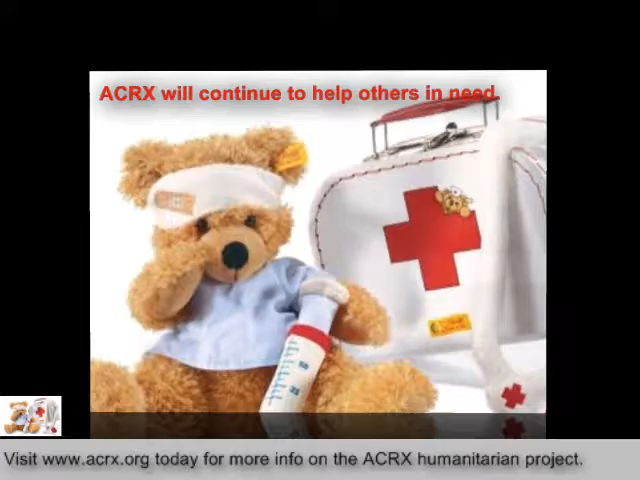 ACRX will continue to help others in need.
Visit www.acrx.org today for more info on the ACRX humanitarian project.